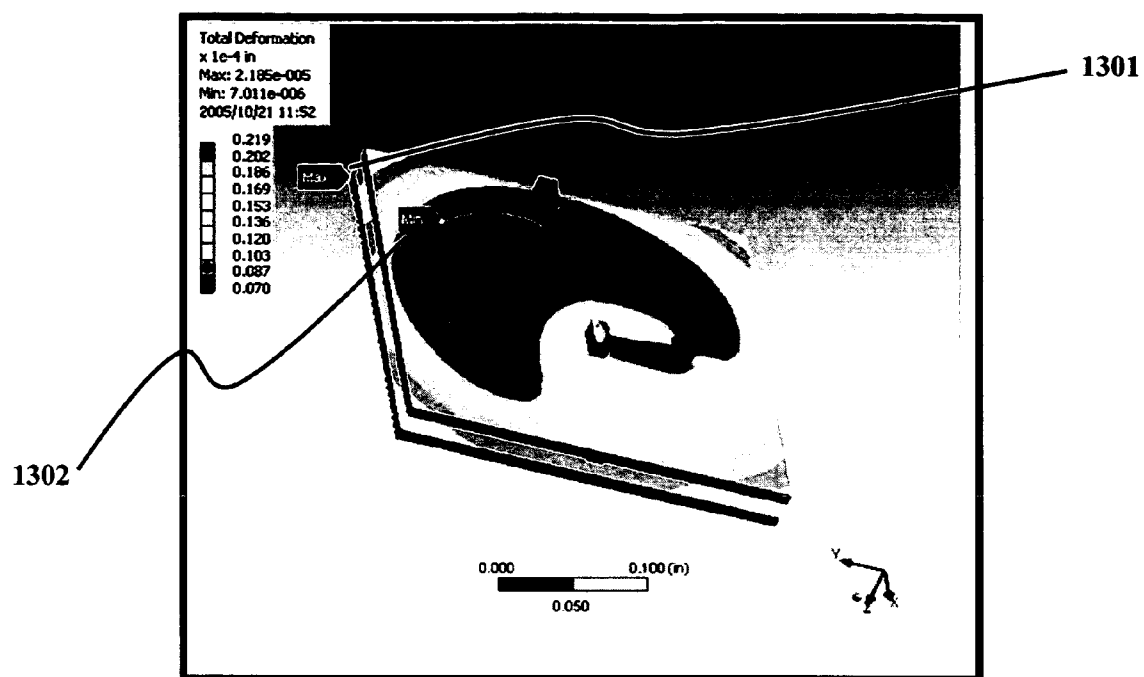 Total Deformation
x 1e-4 in
Max: 2.185e-005
Min: 7.011e-006
2005/10/21 11:52
1301
0.219
0.202
0.186
0.169
0.153
0.136
0.120
0.103
0.087
0.070
Max
Min
1302
0.000 0.100 (in)
0.050
Y
X
Z